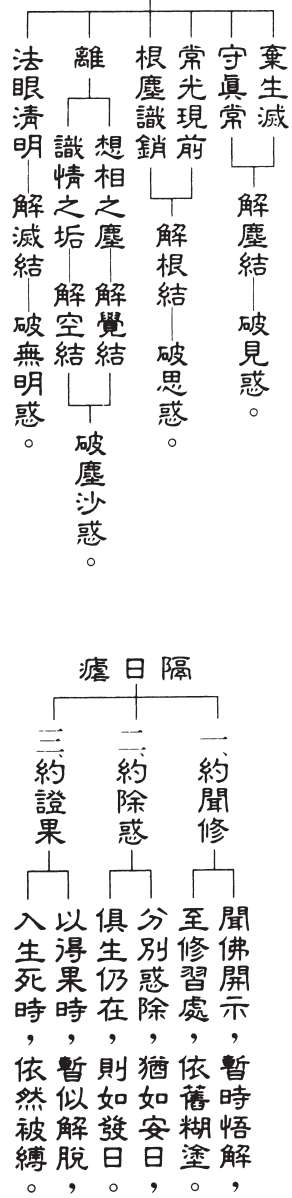 棄生滅
守眞常
解塵結
破見惑。
常光現前
根塵識銷
解根結
破思惑。
離
想相之塵
解覺結
識情之垢
解空結
破塵沙惑。
法眼清明
解滅結
破無明惑。
隔日瘧
一、約聞修
聞佛開示,暫時悟解,
至修習處,依舊糊塗。
二、約除惑
分別惑除,猶如安日,
俱生仍在,則如發日。
三、約證果
以得果時,暫似解脫,
入生死時,依然被縛。